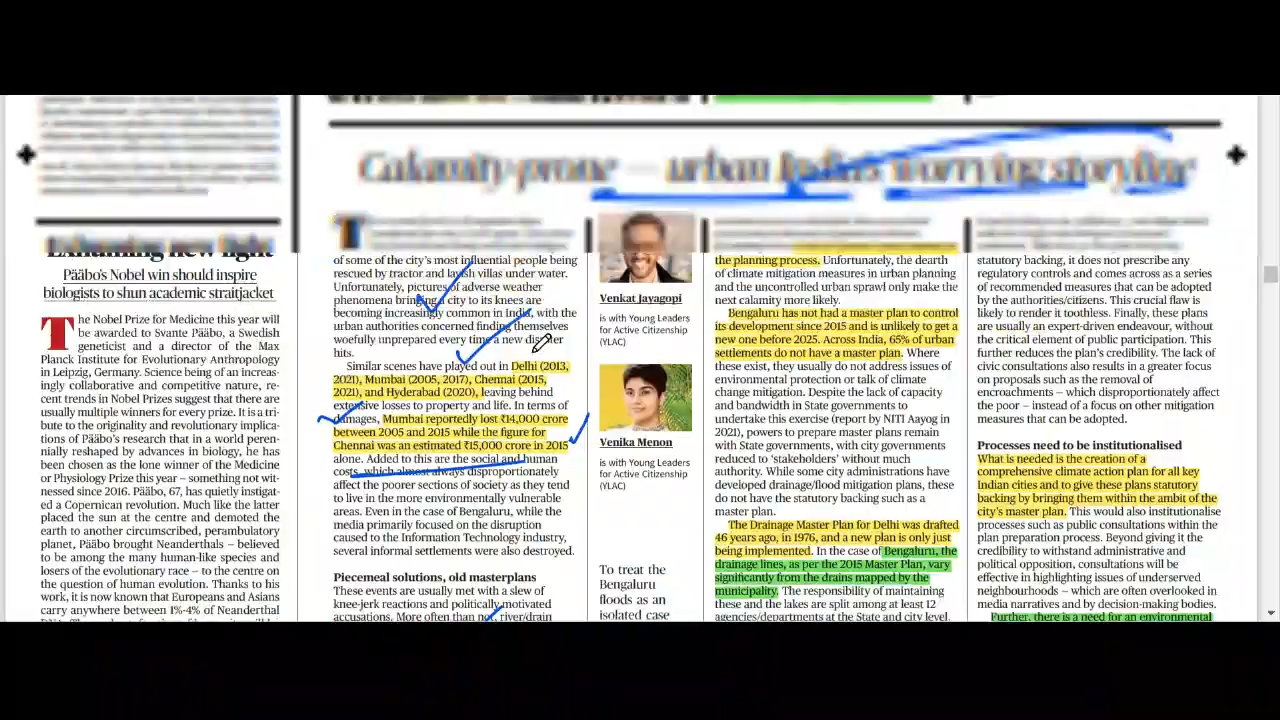 Exhuming new light
Pääbo's Nobel win should inspire
biologists to shun academic straitjacket
The Nobel Prize for Medicine this year will
be awarded to Svante Pääbo, a Swedish
geneticist and a director of the Max
Planck Institute for Evolutionary Anthropology
in Leipzig, Germany. Science being of an increas-
ingly collaborative and competitive nature, re-
cent trends in Nobel Prizes suggest that there are
usually multiple winners for every prize. It is a tri-
bute to the originality and revolutionary implica-
tions of Pääbo's research that in a world peren-
nially reshaped by advances in biology, he has
been chosen as the lone winner of the Medicine
or Physiology Prize this year – something not wit-
nessed since 2016. Pääbo, 67, has quietly instigat-
ed a Copernican revolution. Much like the latter
placed the sun at the centre and demoted the
earth to another circumscribed, perambulatory
planet, Pääbo brought Neanderthals – believed
to be among the many human-like species and
losers of the evolutionary race – to the centre on
the question of human evolution. Thanks to his
work, it is now known that Europeans and Asians
carry anywhere between 1%-4% of Neanderthal
Calamity-prone — urban India's worrying storyline
of some of the city's most influential people being
rescued by tractor and lavish villas under water.
Unfortunately, pictures of adverse weather
phenomena bringing a city to its knees are
becoming increasingly common in India, with the
urban authorities concerned finding themselves
woefully unprepared every time a new disaster
hits.
Similar scenes have played out in Delhi (2013,
2021), Mumbai (2005, 2017), Chennai (2015,
2021), and Hyderabad (2020), leaving behind
extensive losses to property and life. In terms of
damages, Mumbai reportedly lost ₹14,000 crore
between 2005 and 2015 while the figure for
Chennai was an estimated ₹15,000 crore in 2015
alone. Added to this are the social and human
costs, which almost always disproportionately
affect the poorer sections of society as they tend
to live in the more environmentally vulnerable
areas. Even in the case of Bengaluru, while the
media primarily focused on the disruption
caused to the Information Technology industry,
several informal settlements were also destroyed.
Piecemeal solutions, old masterplans
These events are usually met with a slew of
knee-jerk reactions and politically motivated
accusations. More often than not, river/drain
Venkat Jayagopi
is with Young Leaders
for Active Citizenship
(YLAC)
Venika Menon
is with Young Leaders
for Active Citizenship
(YLAC)
To treat the
Bengaluru
floods as an
isolated case
the planning process. Unfortunately, the dearth
of climate mitigation measures in urban planning
and the uncontrolled urban sprawl only make the
next calamity more likely.
Bengaluru has not had a master plan to control
its development since 2015 and is unlikely to get a
new one before 2025. Across India, 65% of urban
settlements do not have a master plan. Where
these exist, they usually do not address issues of
environmental protection or talk of climate
change mitigation. Despite the lack of capacity
and bandwidth in State governments to
undertake this exercise (report by NITI Aayog in
2021), powers to prepare master plans remain
with State governments, with city governments
reduced to 'stakeholders' without much
authority. While some city administrations have
developed drainage/flood mitigation plans, these
do not have the statutory backing such as a
master plan.
The Drainage Master Plan for Delhi was drafted
46 years ago, in 1976, and a new plan is only just
being implemented. In the case of Bengaluru, the
drainage lines, as per the 2015 Master Plan, vary
significantly from the drains mapped by the
municipality. The responsibility of maintaining
these and the lakes are split among at least 12
agencies/departments at the State and city level.
statutory backing, it does not prescribe any
regulatory controls and comes across as a series
of recommended measures that can be adopted
by the authorities/citizens. This crucial flaw is
likely to render it toothless. Finally, these plans
are usually an expert-driven endeavour, without
the critical element of public participation. This
further reduces the plan's credibility. The lack of
civic consultations also results in a greater focus
on proposals such as the removal of
encroachments – which disproportionately affect
the poor – instead of a focus on other mitigation
measures that can be adopted.
Processes need to be institutionalised
What is needed is the creation of a
comprehensive climate action plan for all key
Indian cities and to give these plans statutory
backing by bringing them within the ambit of the
city's master plan. This would also institutionalise
processes such as public consultations within the
plan preparation process. Beyond giving it the
credibility to withstand administrative and
political opposition, consultations will be
effective in highlighting issues of underserved
neighbourhoods – which are often overlooked in
media narratives and by decision-making bodies.
Further, there is a need for an environmental